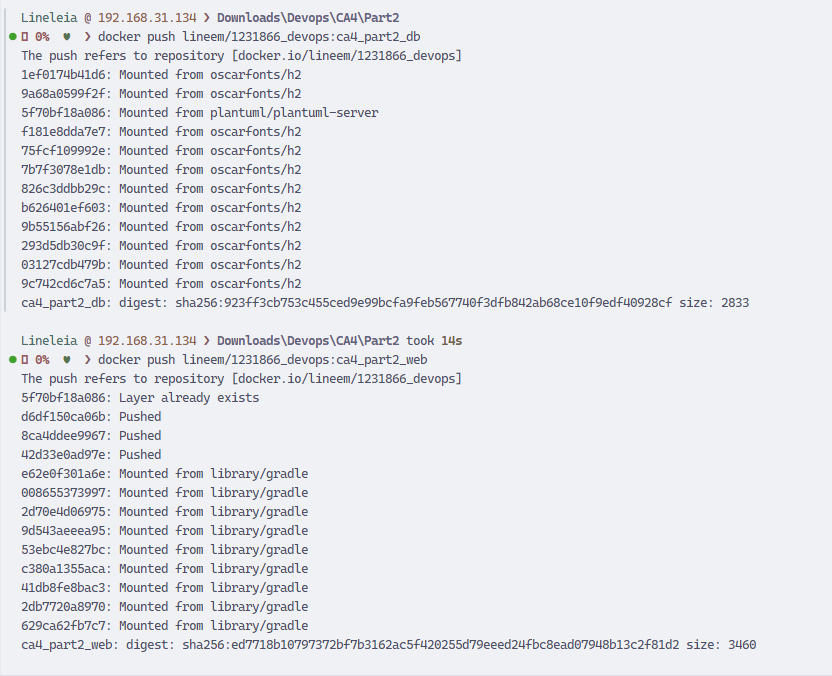 Lineleia @ 192.168.31.134 ❯ Downloads\Devops\CA4\Part2
0% ♥ ❯ docker push lineem/1231866_devops:ca4_part2_db
The push refers to repository [docker.io/lineem/1231866_devops]
1ef0174b41d6: Mounted from oscarfonts/h2
9a68a0599f2f: Mounted from oscarfonts/h2
5f70bf18a086: Mounted from plantuml/plantuml-server
f181e8dda7e7: Mounted from oscarfonts/h2
75fcf109992e: Mounted from oscarfonts/h2
7b7f3078e1db: Mounted from oscarfonts/h2
826c3ddbb29c: Mounted from oscarfonts/h2
b626401ef603: Mounted from oscarfonts/h2
9b55156abf26: Mounted from oscarfonts/h2
293d5db30c9f: Mounted from oscarfonts/h2
03127cdb479b: Mounted from oscarfonts/h2
9c742cd6c7a5: Mounted from oscarfonts/h2
ca4_part2_db: digest: sha256:923ff3cb753c455ced9e99bcfa9feb567740f3dfb842ab68ce10f9edf40928cf size: 2833
Lineleia @ 192.168.31.134 ❯ Downloads\Devops\CA4\Part2 took 14s
0% ♥ ❯ docker push lineem/1231866_devops:ca4_part2_web
The push refers to repository [docker.io/lineem/1231866_devops]
5f70bf18a086: Layer already exists
d6df150ca06b: Pushed
8ca4ddee9967: Pushed
42d33e0ad97e: Pushed
e62e0f301a6e: Mounted from library/gradle
008655373997: Mounted from library/gradle
2d70e4d06975: Mounted from library/gradle
9d543aeeea95: Mounted from library/gradle
53ebc4e827bc: Mounted from library/gradle
c380a1355aca: Mounted from library/gradle
41db8fe8bac3: Mounted from library/gradle
2db7720a8970: Mounted from library/gradle
629ca62fb7c7: Mounted from library/gradle
ca4_part2_web: digest: sha256:ed7718b10797372bf7b3162ac5f420255d79eeed24fbc8ead07948b13c2f81d2 size: 3460